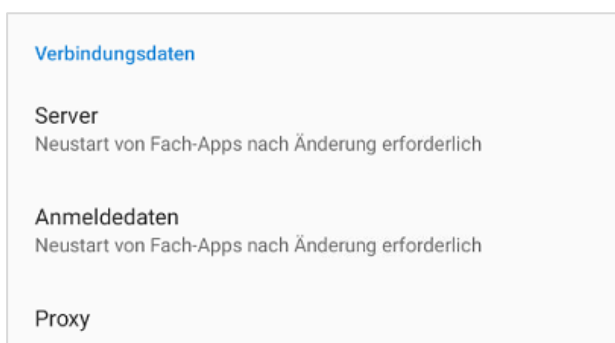 Verbindungsdaten
Server
Neustart von Fach-Apps nach Änderung erforderlich
Anmeldedaten
Neustart von Fach-Apps nach Änderung erforderlich
Proxy